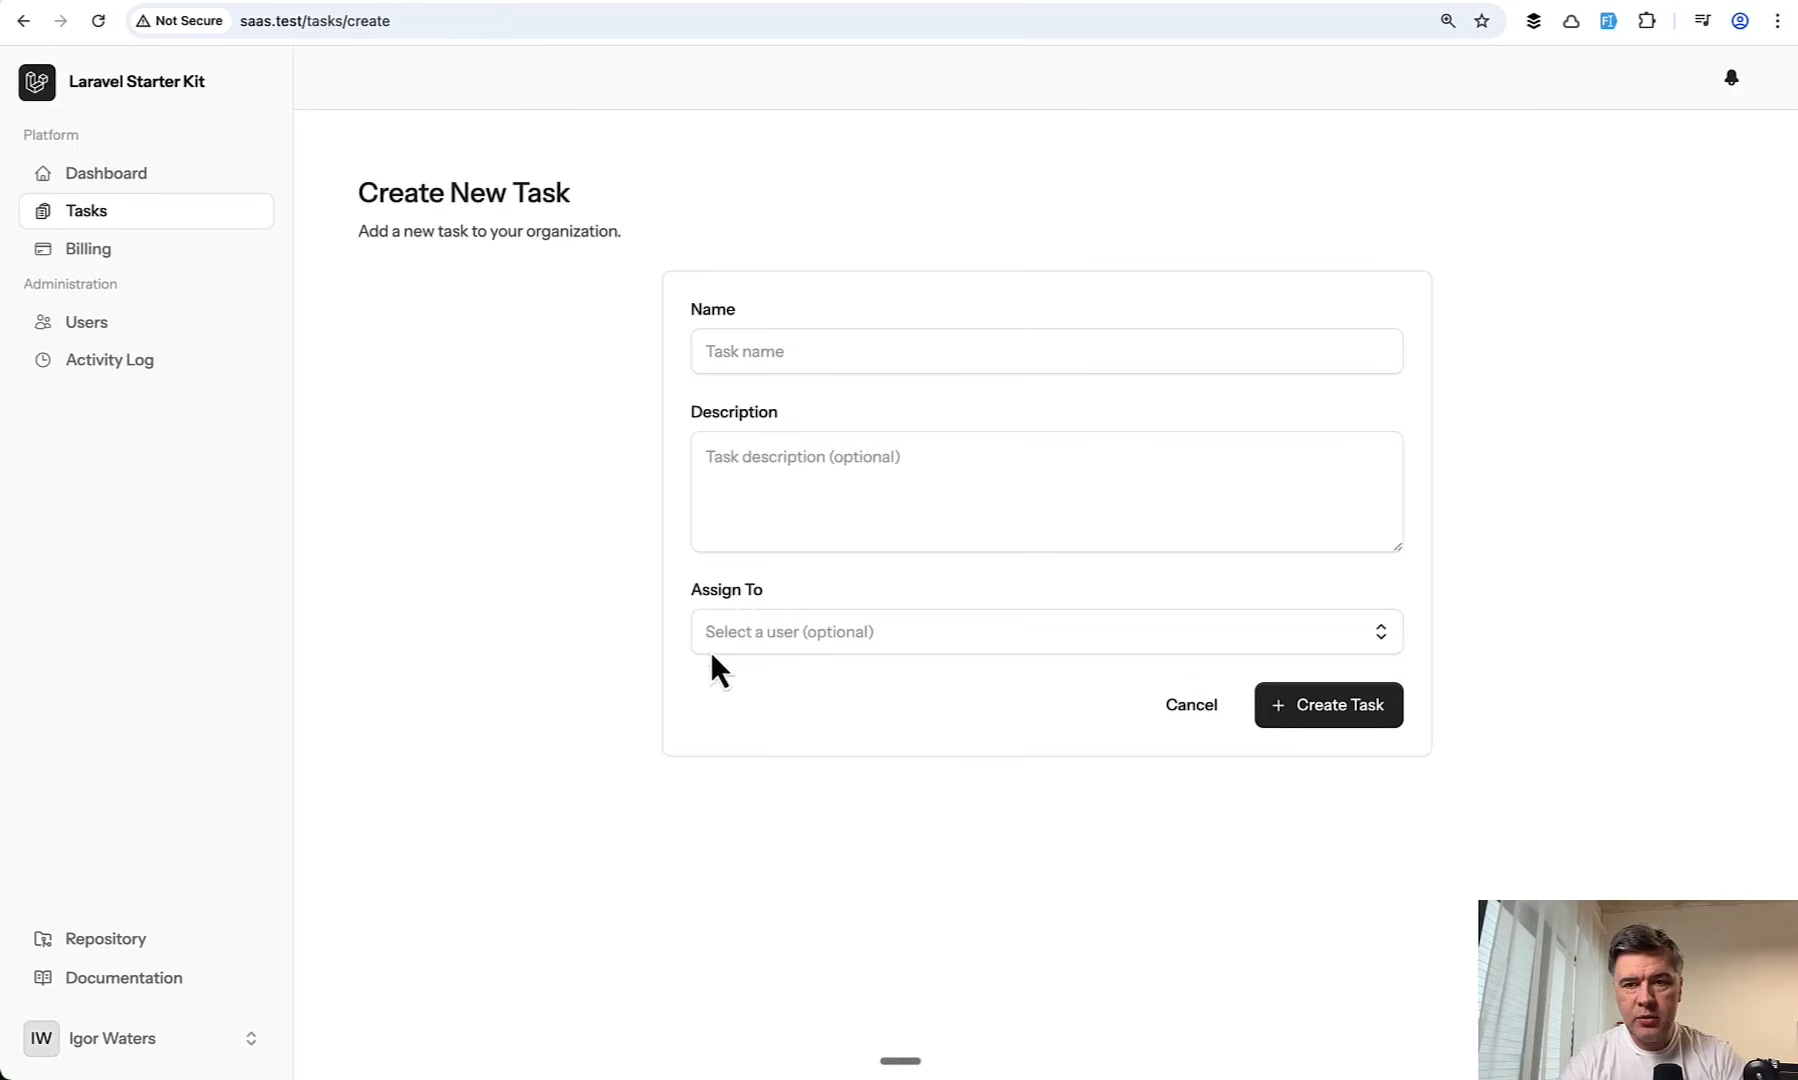 Not Secure
saas.test/tasks/create
Laravel Starter Kit
Platform
Dashboard
Tasks
Billing
Administration
Users
Activity Log
Create New Task
Add a new task to your organization.
Name
Task name
Description
Task description (optional)
Assign To
Select a user (optional)
Cancel
+ Create Task
Repository
Documentation
IW Igor Waters